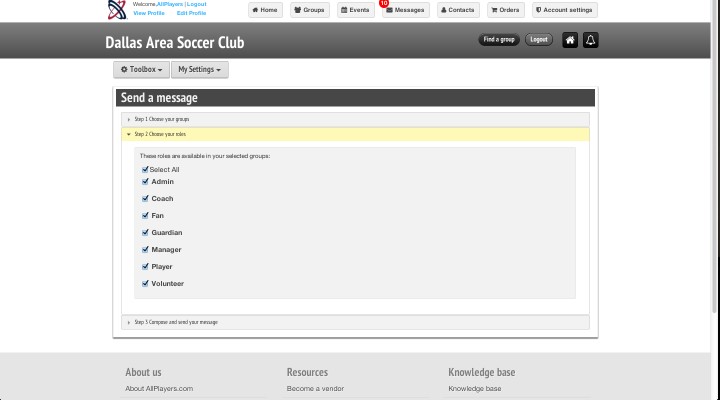 Welcome,AllPlayers | Logout
View Profile Edit Profile
Home Groups Events 10 Messages Contacts Orders Account settings
Dallas Area Soccer Club
Find a group Logout
Toolbox My Settings
Send a message
Step 1 Choose your groups
Step 2 Choose your roles
These roles are available in your selected groups:
Select All
Admin
Coach
Fan
Guardian
Manager
Player
Volunteer
Step 3 Compose and send your message
About us Resources Knowledge base
About AllPlayers.com Become a vendor Knowledge base